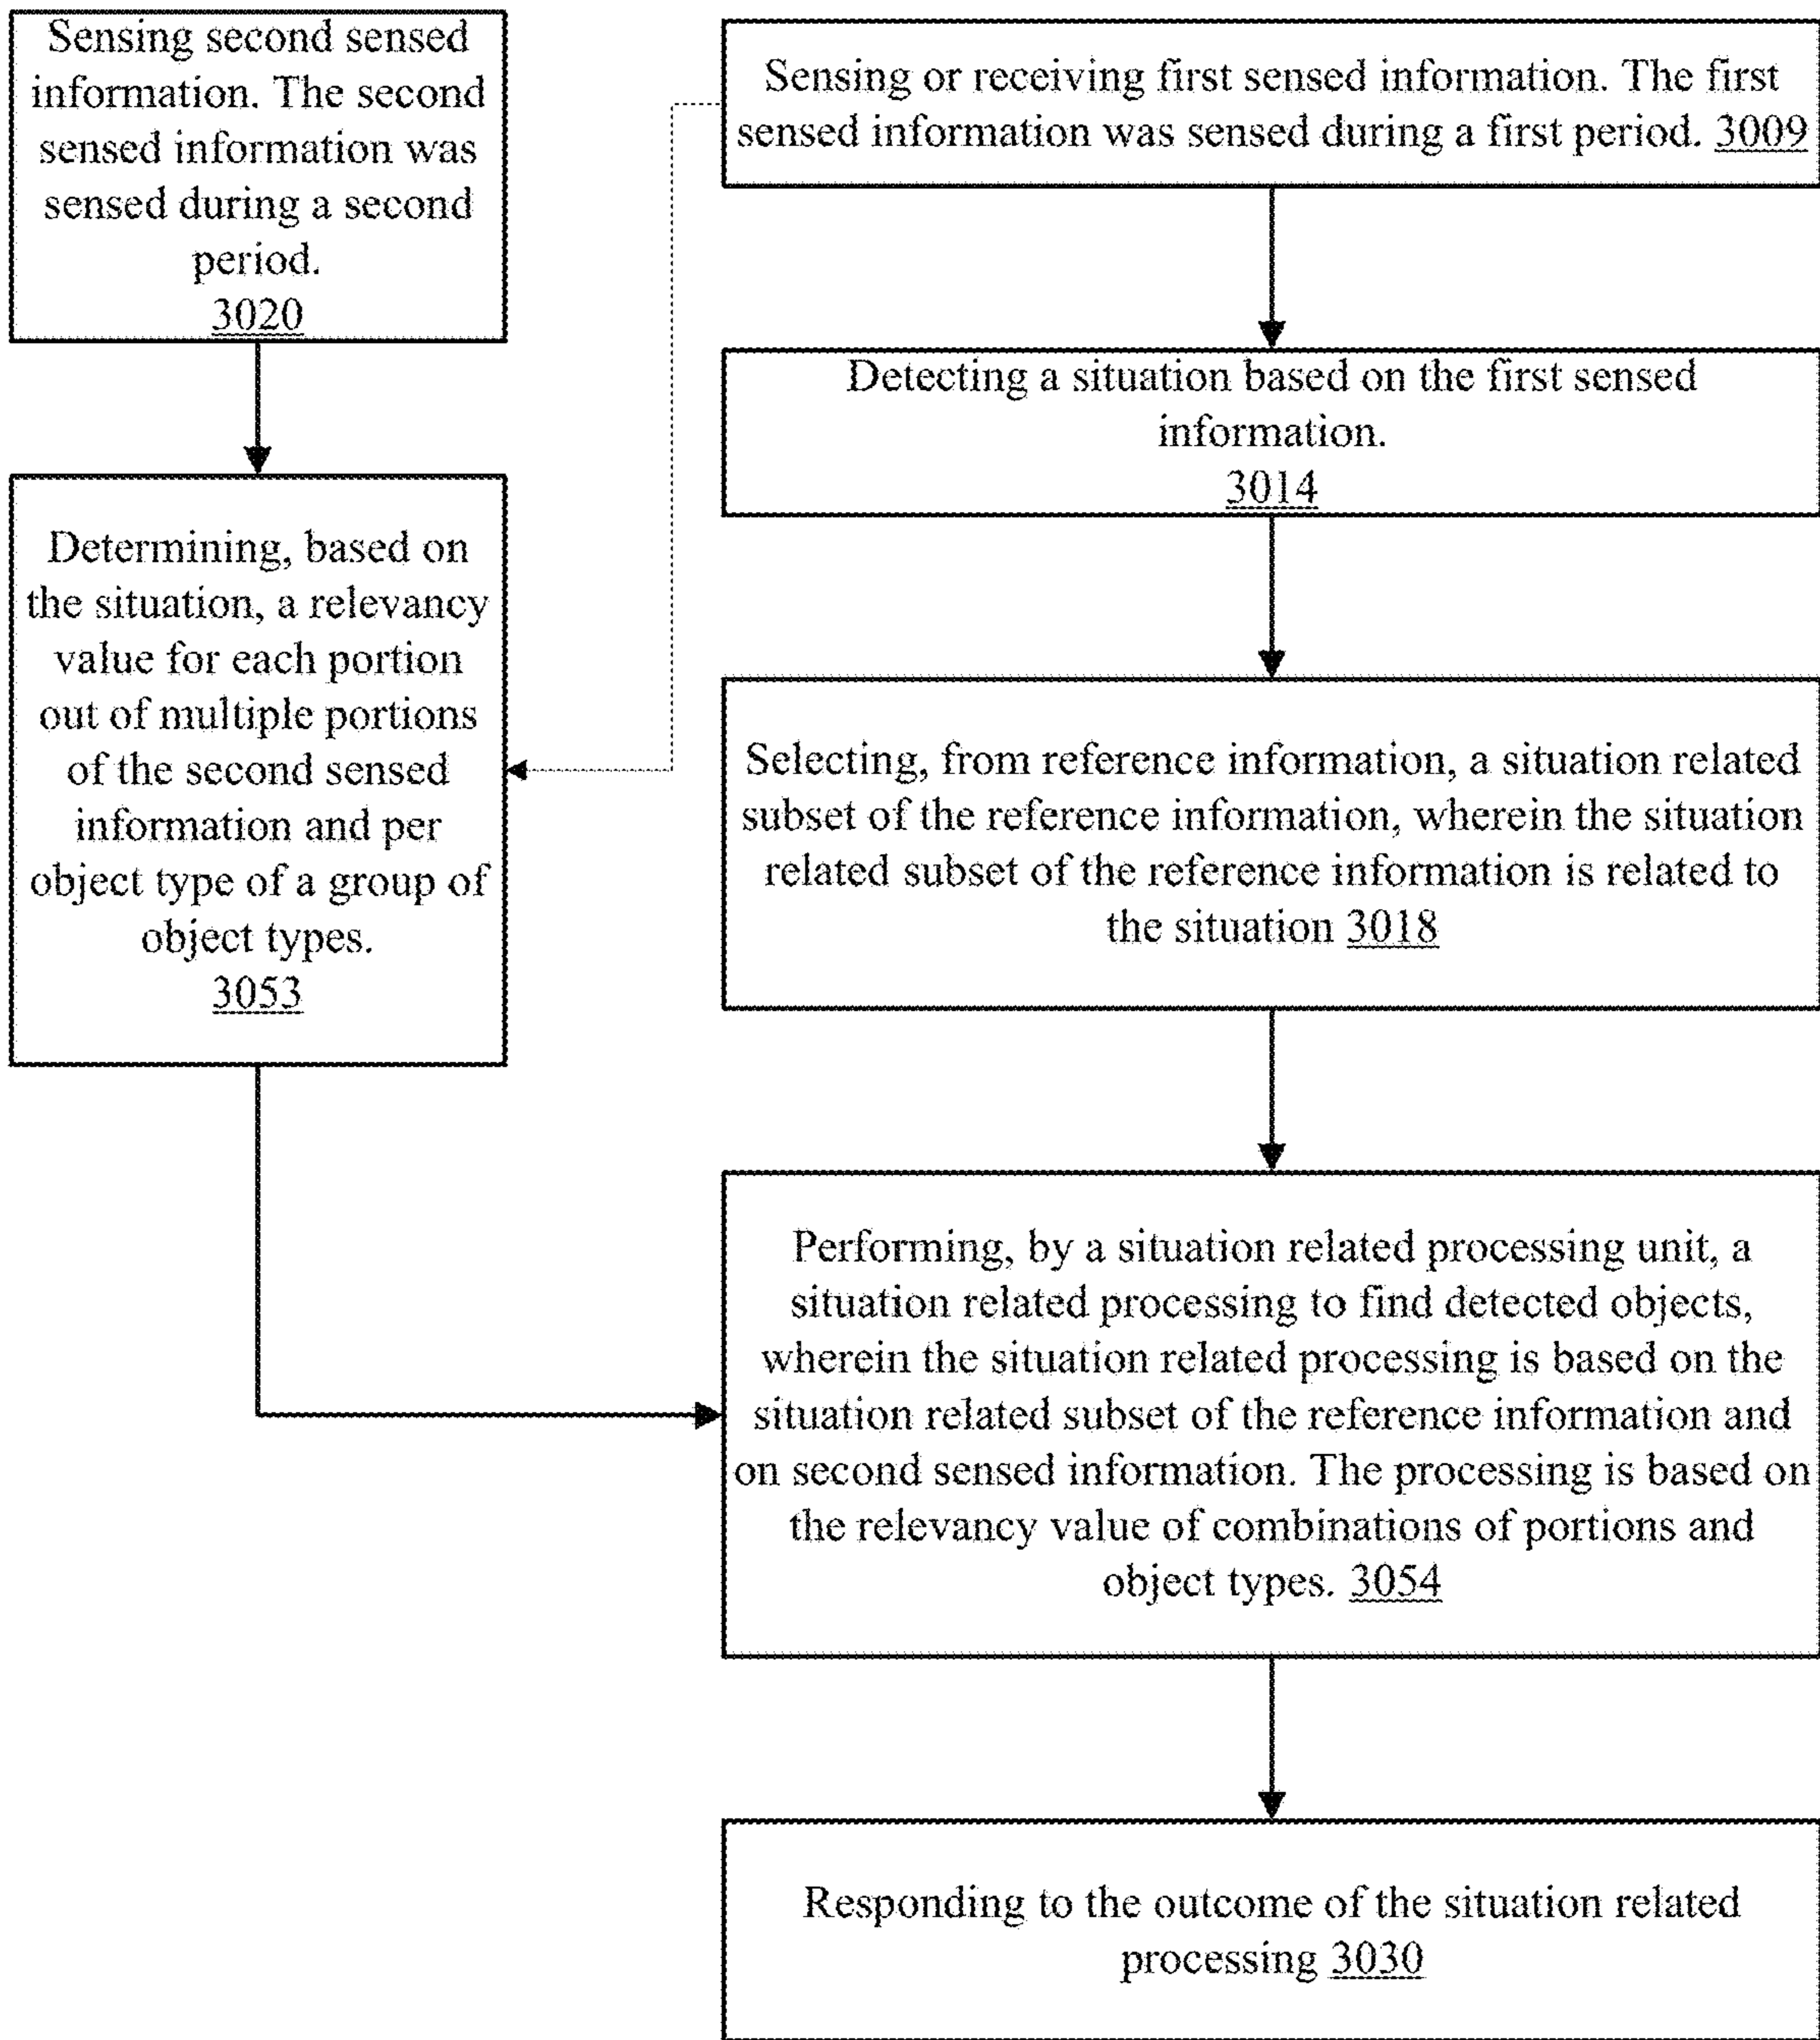 Sensing second sensed
information. The second
sensed information was
sensed during a second
period.
3020
Determining, based on
the situation, a relevancy
value for each portion
out of multiple portions
of the second sensed
information and per
object type of a group of
object types.
3053
Sensing or receiving first sensed information. The first
sensed information was sensed during a first period. 3009
Detecting a situation based on the first sensed
information.
3014
Selecting, from reference information, a situation related
subset of the reference information, wherein the situation
related subset of the reference information is related to
the situation 3018
Performing, by a situation related processing unit, a
situation related processing to find detected objects,
wherein the situation related processing is based on the
situation related subset of the reference information and
on second sensed information. The processing is based on
the relevancy value of combinations of portions and
object types. 3054
Responding to the outcome of the situation related
processing 3030